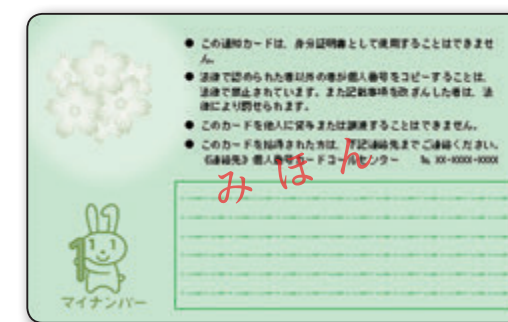 ● この通知カードは、身分証明書として使用することはできませ
ん。
● 法律で認められた者以外の者が個人番号をコピーすることは、
法律で禁止されています。また記載事項を改ざんした者は、法
律により罰せられます。
● このカードを他人に貸与または譲渡することはできません。
● このカードを拾得された方は、下記連絡先までご連絡ください。
《連絡先》個人番号カードコールセンター ℡ XX-XXXX-XXXX
みほん
1
マイナンバー